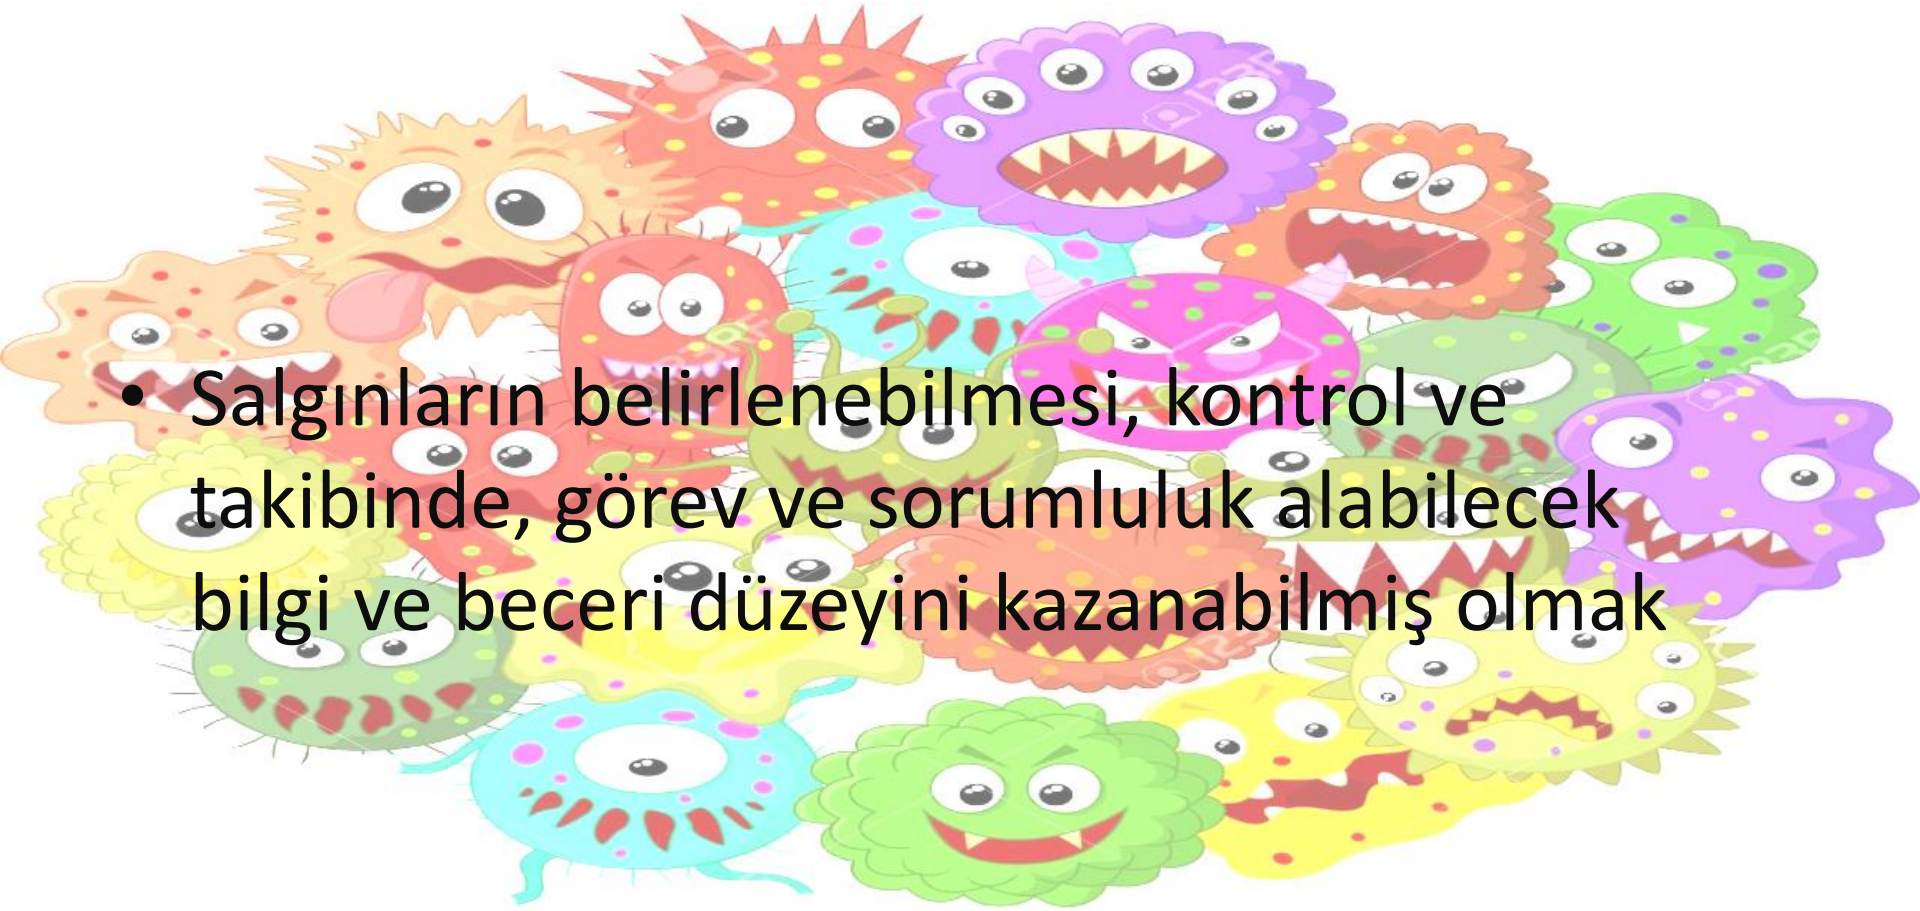 • Salgınların belirlenebilmesi, kontrol ve
takibinde, görev ve sorumluluk alabilecek
bilgi ve beceri düzeyini kazanabilmiş olmak